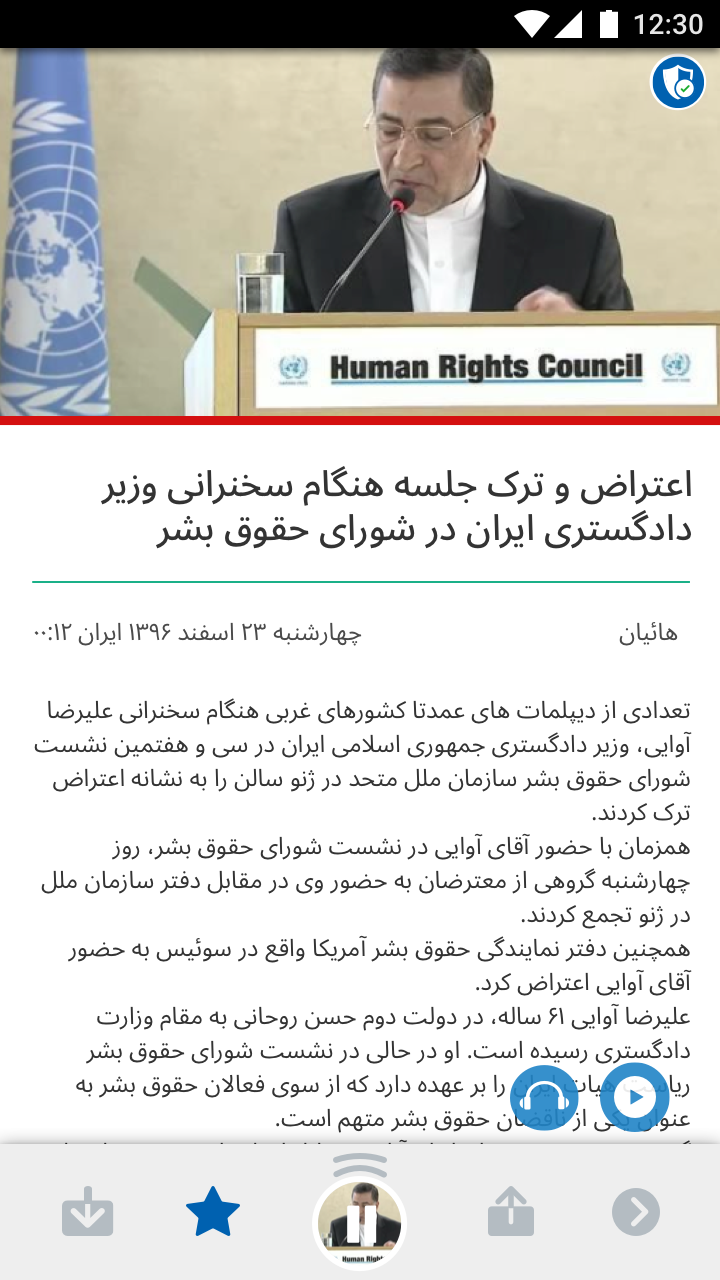 12:30
Human Rights Council
اعتراض و ترک جلسه هنگام سخنرانی وزیر
دادگستری ایران در شورای حقوق بشر
هائیان
چهارشنبه ۲۳ اسفند ۱۳۹۶ ایران ۰۰:۱۲
تعدادی از دیپلمات های عمدتا کشورهای غربی هنگام سخنرانی علیرضا
آوایی، وزیر دادگستری جمهوری اسلامی ایران در سی و هفتمین نشست
شورای حقوق بشر سازمان ملل متحد در ژنو سالن را به نشانه اعتراض
ترک کردند.
همزمان با حضور آقای آوایی در نشست شورای حقوق بشر، روز
چهارشنبه گروهی از معترضان به حضور وی در مقابل دفتر سازمان ملل
در ژنو تجمع کردند.
همچنین دفتر نمایندگی حقوق بشر آمریکا واقع در سوئیس به حضور
آقای آوایی اعتراض کرد.
علیرضا آوایی ۶۱ ساله، در دولت دوم حسن روحانی به مقام وزارت
دادگستری رسیده است. او در حالی در نشست شورای حقوق بشر
ریاست هیات ایران را بر عهده دارد که از سوی فعالان حقوق بشر به
عنوان یکی از ناقضان حقوق بشر متهم است.
Human Righ